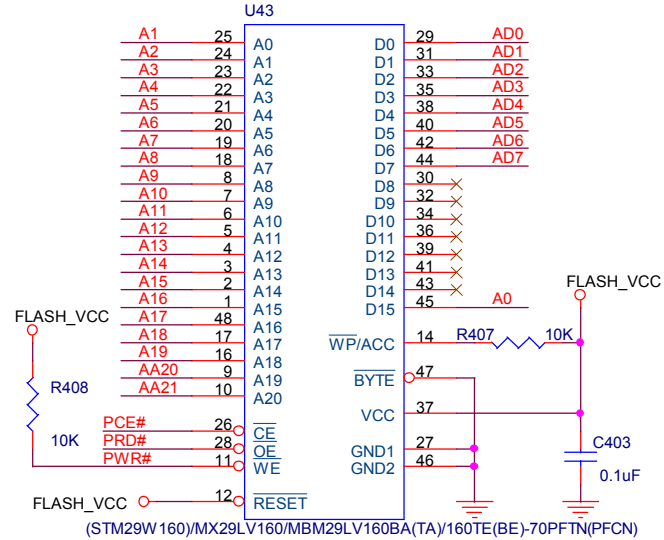 U43
A1 25 A0 D0 29 AD0
A2 24 A1 D1 31 AD1
A3 23 A2 D2 33 AD2
A4 22 A3 D3 35 AD3
A5 21 A4 D4 38 AD4
A6 20 A5 D5 40 AD5
A7 19 A6 D6 42 AD6
A8 18 A7 D7 44 AD7
A9 8 A8 D8 30
A10 7 A9 D9 32
A11 6 A10 D10 34
A12 5 A11 D11 36
A13 4 A12 D12 39
A14 3 A13 D13 41
A15 2 A14 D14 43
A16 1 A15 D15 45 A0
FLASH_VCC
FLASH_VCC
A17 48 A16
A18 17 A17 WP/ACC 14 R407 10K
A19 16 A18
AA20 9 A19 BYTE 47
AA21 10 A20
R408
10K
VCC 37
PCE# 26 CE
PRD# 28 OE GND1 27
PWR# 11 WE GND2 46
C403
0.1uF
FLASH_VCC 12 RESET
(STM29W160)/MX29LV160/MBM29LV160BA(TA)/160TE(BE)-70PFTN(PFCN)